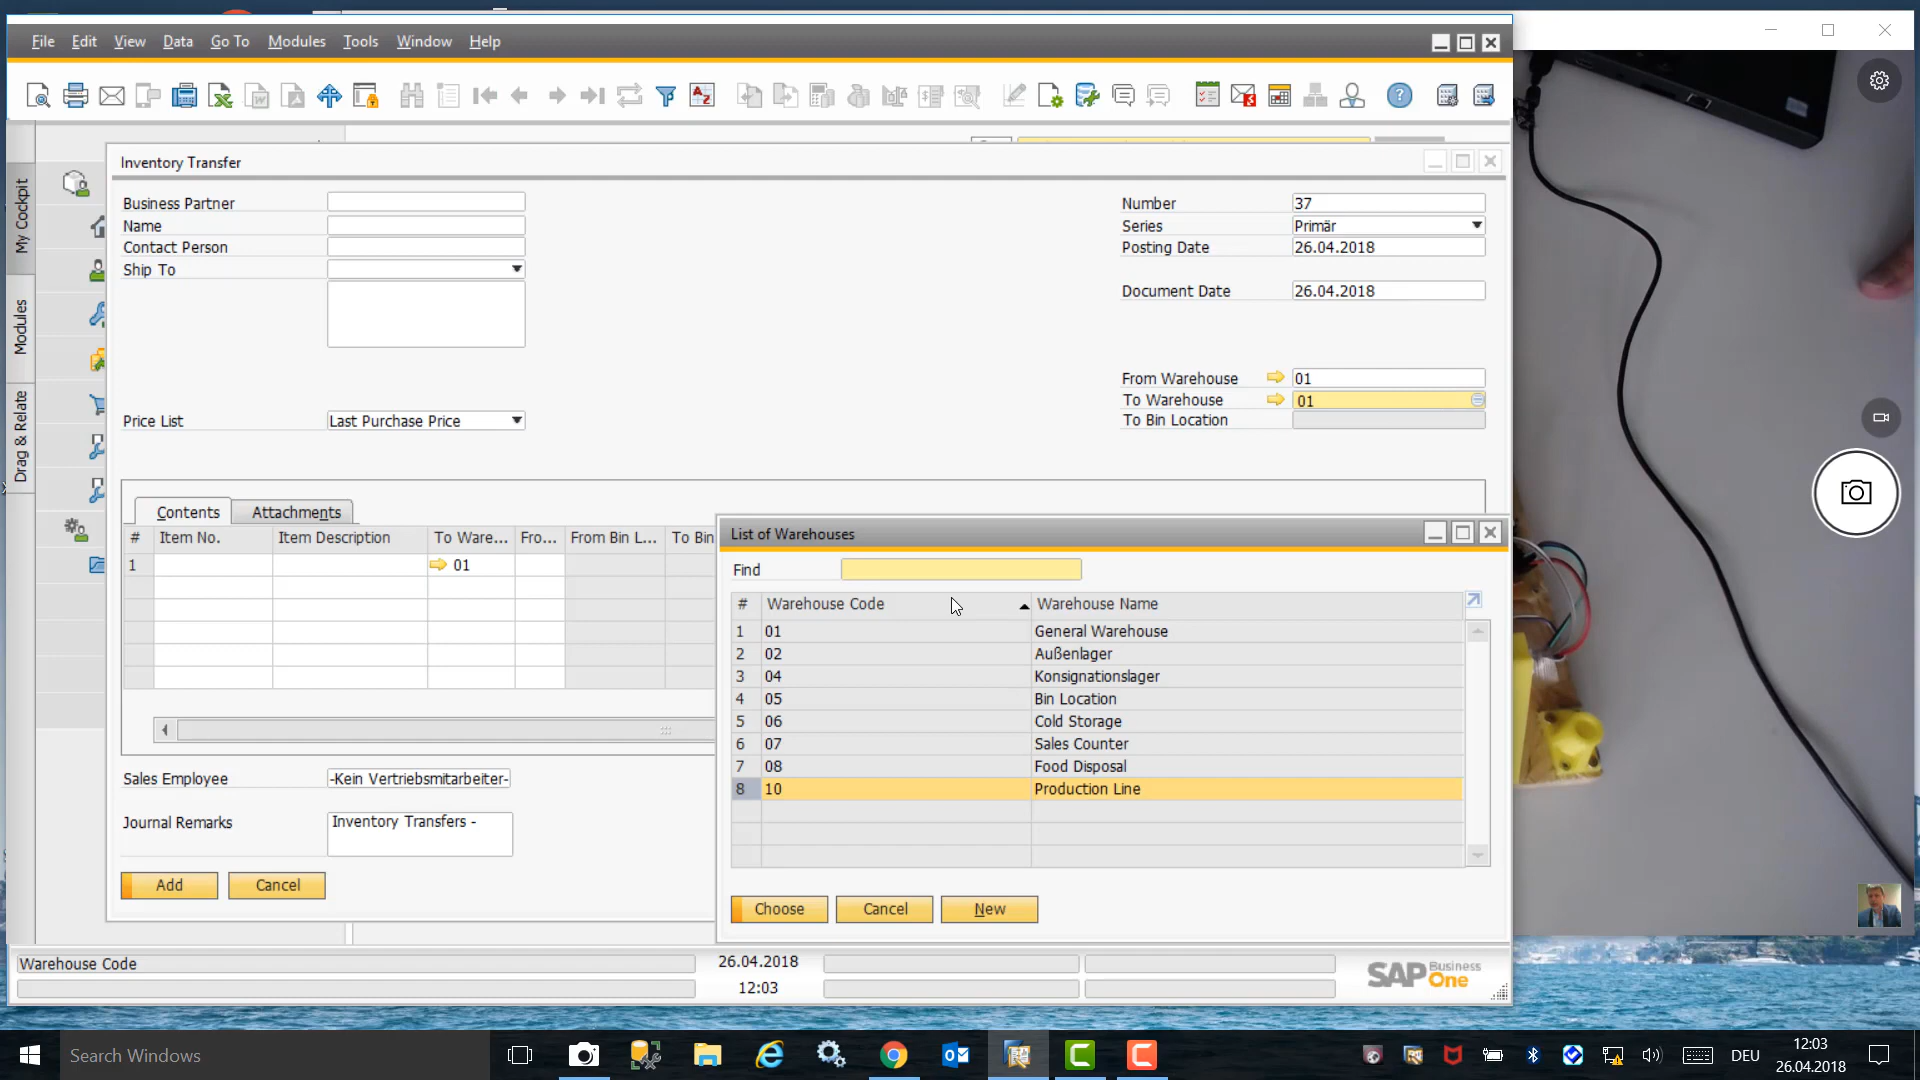 File Edit View Data Go To Modules Tools Window Help
Inventory Transfer
Business Partner
Number 37
Name
Series Primär
Contact Person
Posting Date 26.04.2018
Ship To
Document Date 26.04.2018
From Warehouse 01
To Warehouse 01
Price List Last Purchase Price
To Bin Location
My Cockpit
Modules
Drag & Relate
Contents Attachments
# Item No. Item Description To Ware... Fro... From Bin L... To Bin
1 01
List of Warehouses
Find
# Warehouse Code Warehouse Name
1 01 General Warehouse
2 02 Außenlager
3 04 Konsignationslager
4 05 Bin Location
5 06 Cold Storage
6 07 Sales Counter
7 08 Food Disposal
8 10 Production Line
Choose Cancel New
Sales Employee -Kein Vertriebsmitarbeiter-
Journal Remarks Inventory Transfers -
Add Cancel
Warehouse Code
26.04.2018
12:03
SAP Business One
Search Windows
DEU
12:03
26.04.2018